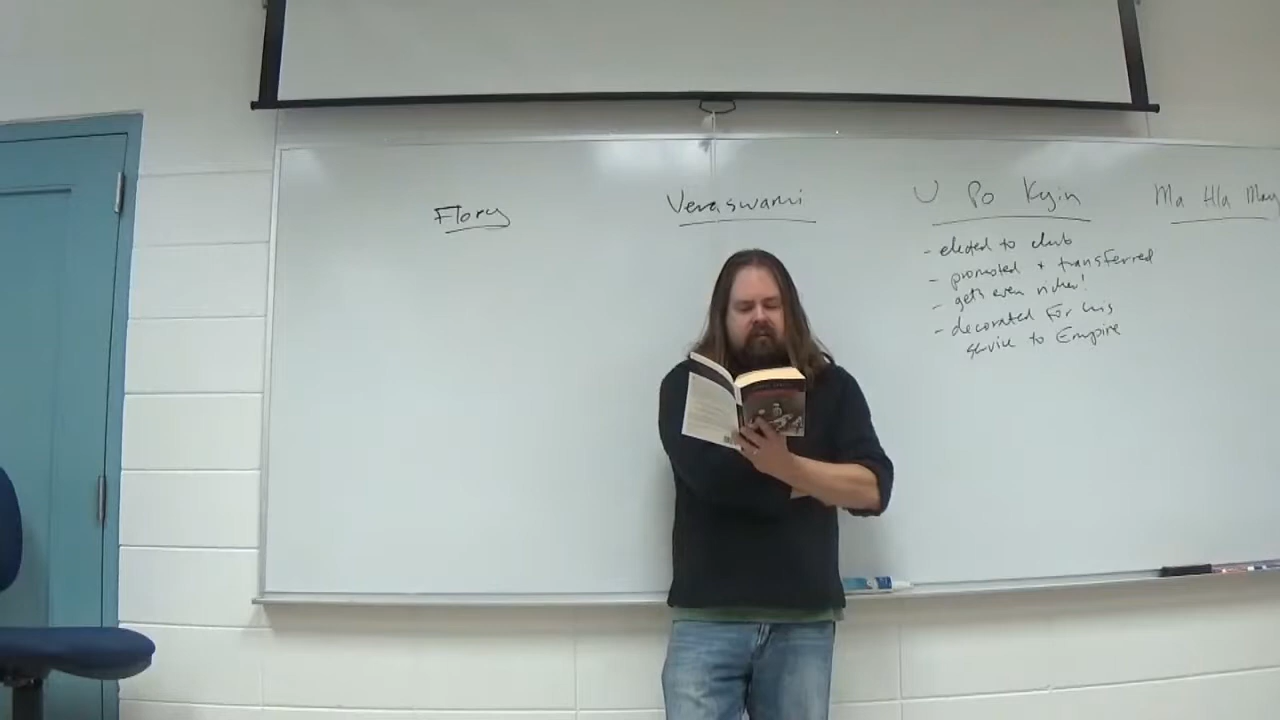 Flory
Veraswami
U Po Kyin
Ma Hla May
- elected to club
- promoted + transferred
- gets even richer!
- decorated for his
service to Empire